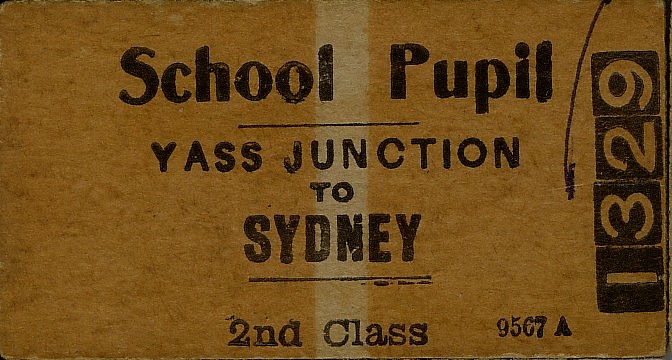 School Pupil
YASS JUNCTION
TO
SYDNEY
2nd Class 9567 A
1329